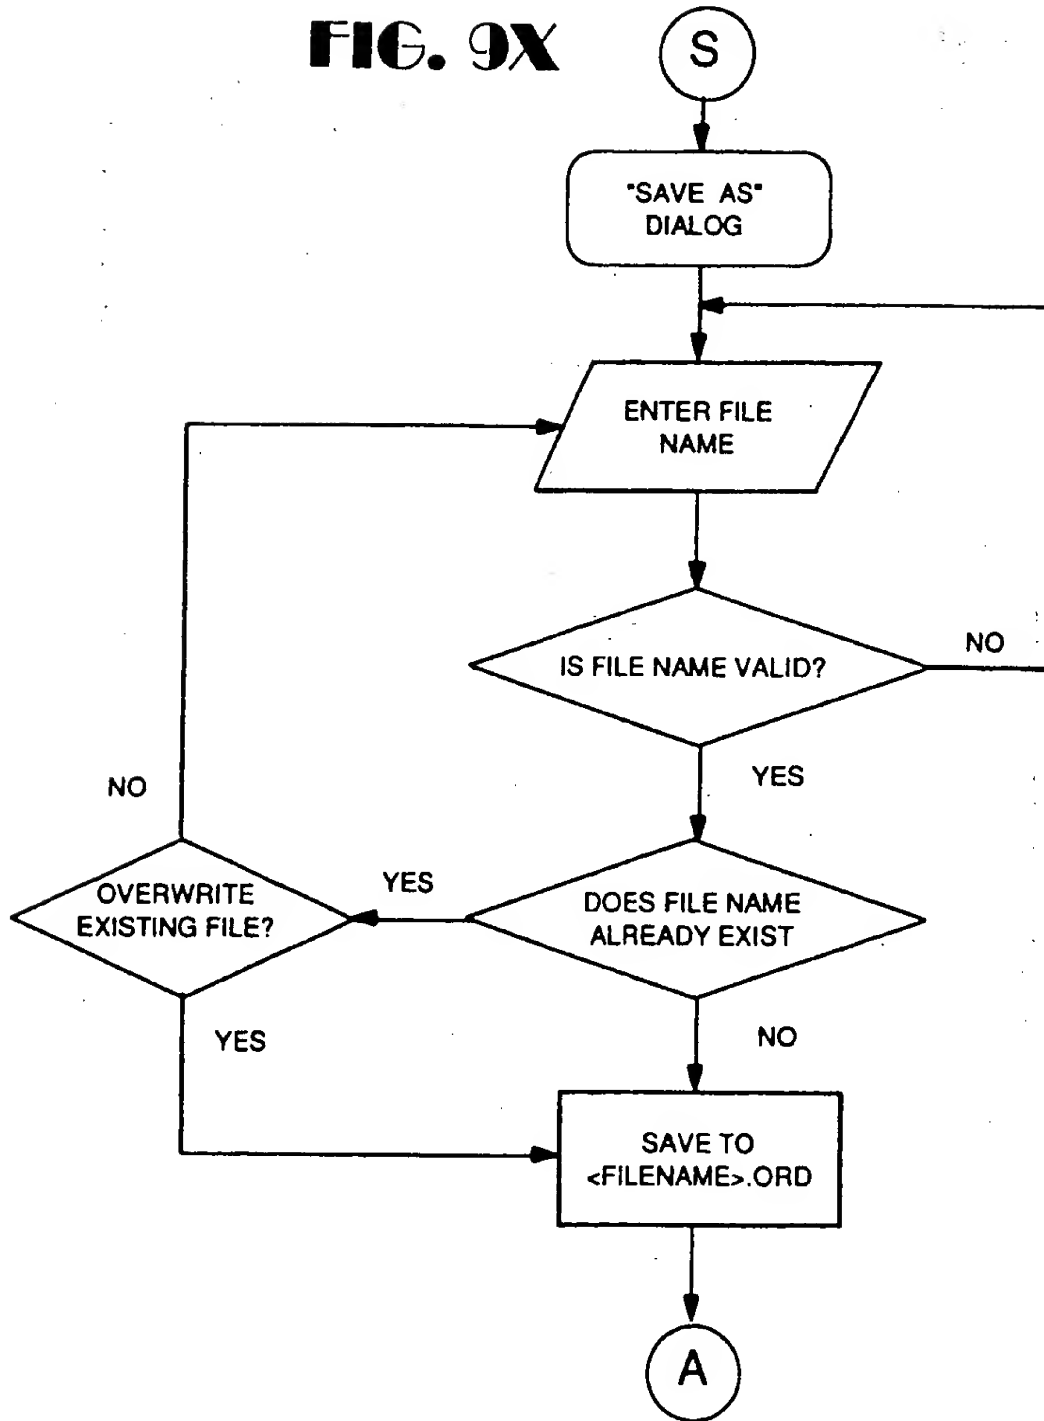 FIG. 9X
S
"SAVE AS"
DIALOG
ENTER FILE
NAME
IS FILE NAME VALID?
NO
YES
NO
OVERWRITE
EXISTING FILE?
YES
DOES FILE NAME
ALREADY EXIST
YES
NO
SAVE TO
<FILENAME>.ORD
A